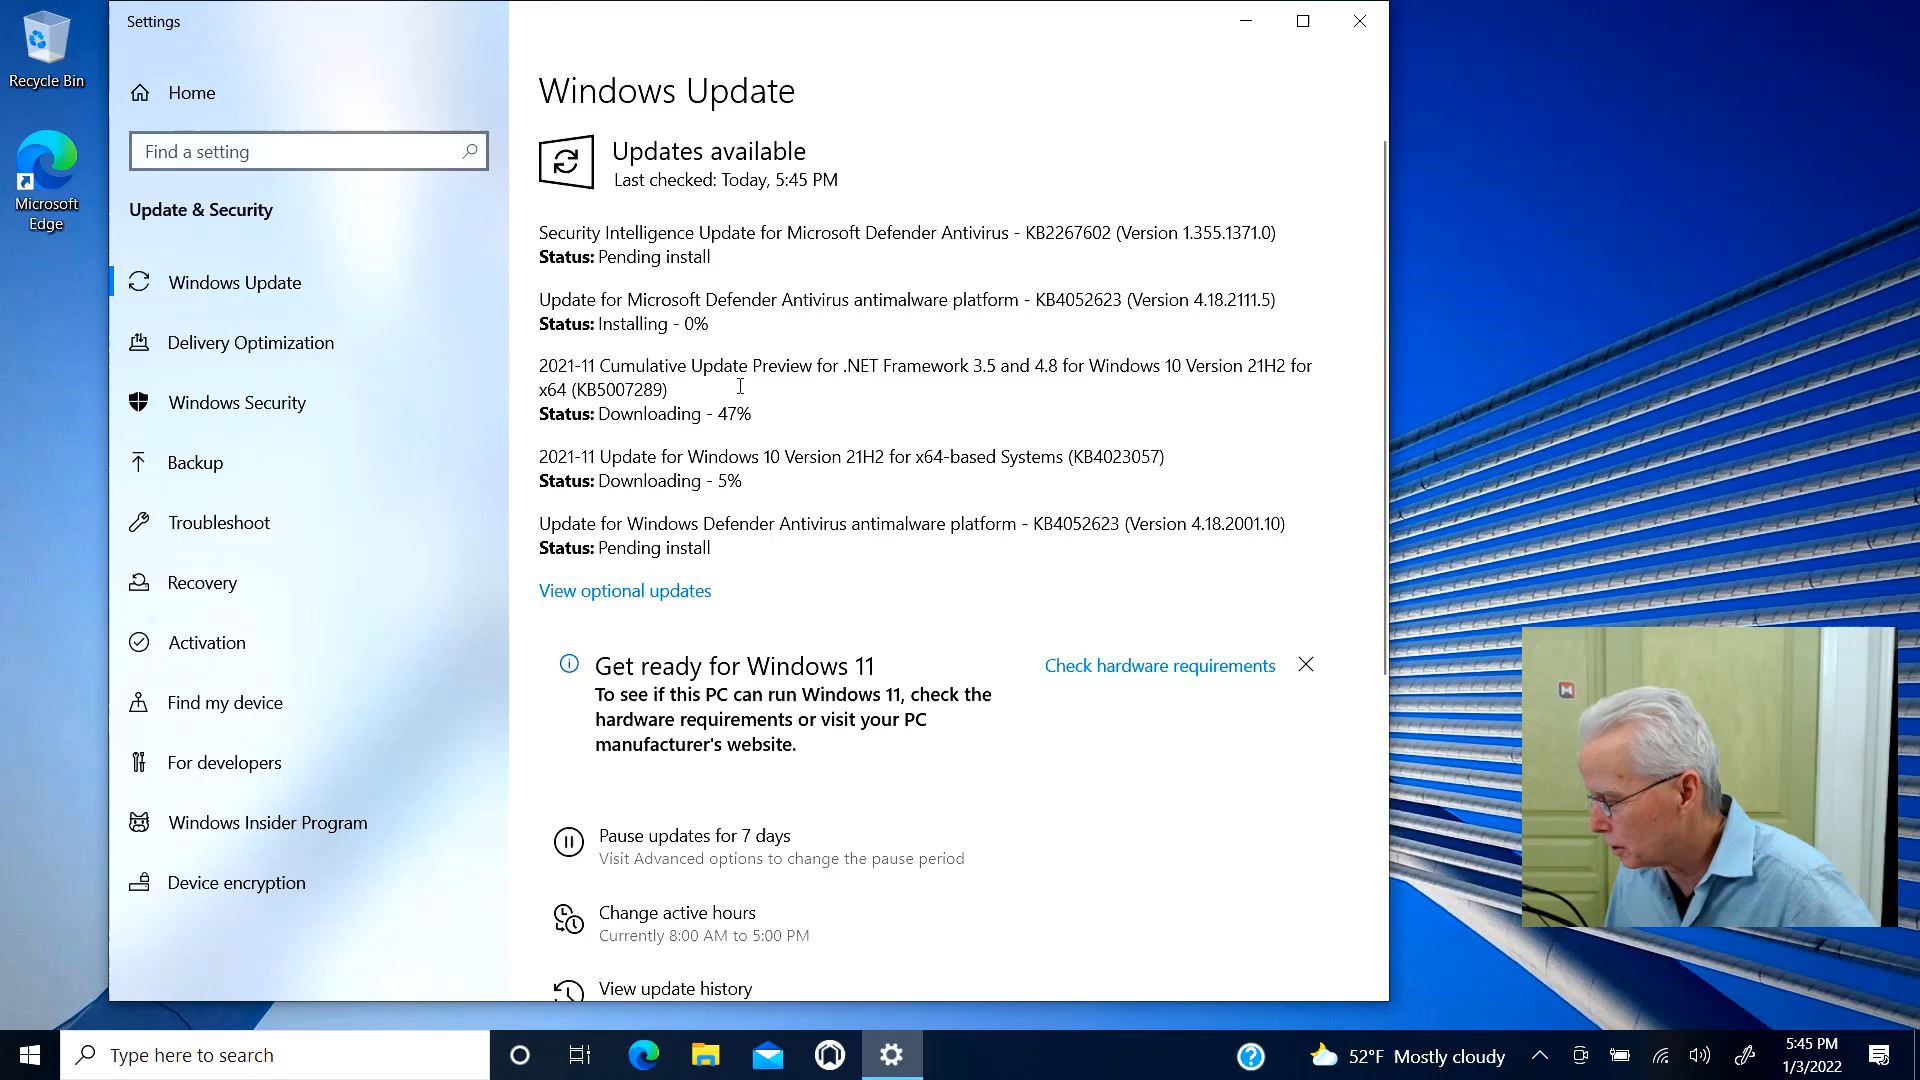 Recycle Bin
Microsoft
Edge
Settings
Home
Find a setting
Update & Security
Windows Update
Delivery Optimization
Windows Security
Backup
Troubleshoot
Recovery
Activation
Find my device
For developers
Windows Insider Program
Device encryption
Windows Update
Updates available
Last checked: Today, 5:45 PM
Security Intelligence Update for Microsoft Defender Antivirus - KB2267602 (Version 1.355.1371.0)
Status: Pending install
Update for Microsoft Defender Antivirus antimalware platform - KB4052623 (Version 4.18.2111.5)
Status: Installing - 0%
2021-11 Cumulative Update Preview for .NET Framework 3.5 and 4.8 for Windows 10 Version 21H2 for
x64 (KB5007289)
Status: Downloading - 47%
2021-11 Update for Windows 10 Version 21H2 for x64-based Systems (KB4023057)
Status: Downloading - 5%
Update for Windows Defender Antivirus antimalware platform - KB4052623 (Version 4.18.2001.10)
Status: Pending install
View optional updates
Get ready for Windows 11
Check hardware requirements
To see if this PC can run Windows 11, check the
hardware requirements or visit your PC
manufacturer's website.
Pause updates for 7 days
Visit Advanced options to change the pause period
Change active hours
Currently 8:00 AM to 5:00 PM
View update history
Type here to search
52°F Mostly cloudy
5:45 PM
1/3/2022